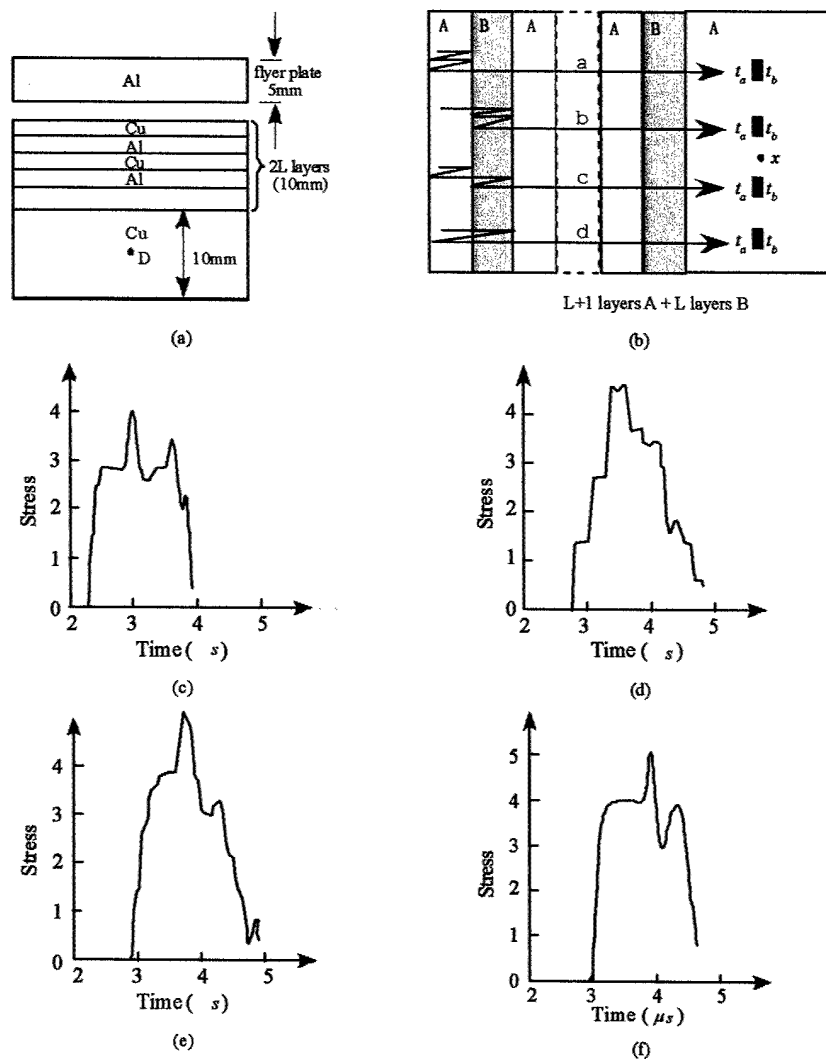 flyer plate
Al
5mm
Cu
Al
Cu
Al
2L layers
(10mm)
Cu
*D
10mm
(a)
A B A A B A
a
t_a t_b
b
t_a t_b
x
c
t_a t_b
d
t_a t_b
L+1 layers A + L layers B
(b)
4
3
2
1
0
Stress
2 3 4 5
Time ( s)
(c)
4
3
2
1
0
Stress
2 3 4 5
Time ( s)
(d)
4
3
2
1
0
Stress
2 3 4 5
Time ( s)
(e)
5
4
3
2
1
0
Stress
2 3 4 5
Time (μs)
(f)